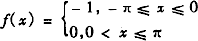 f(x) = { -1, -π ⩽ x ⩽ 0
0, 0 < x ⩽ π